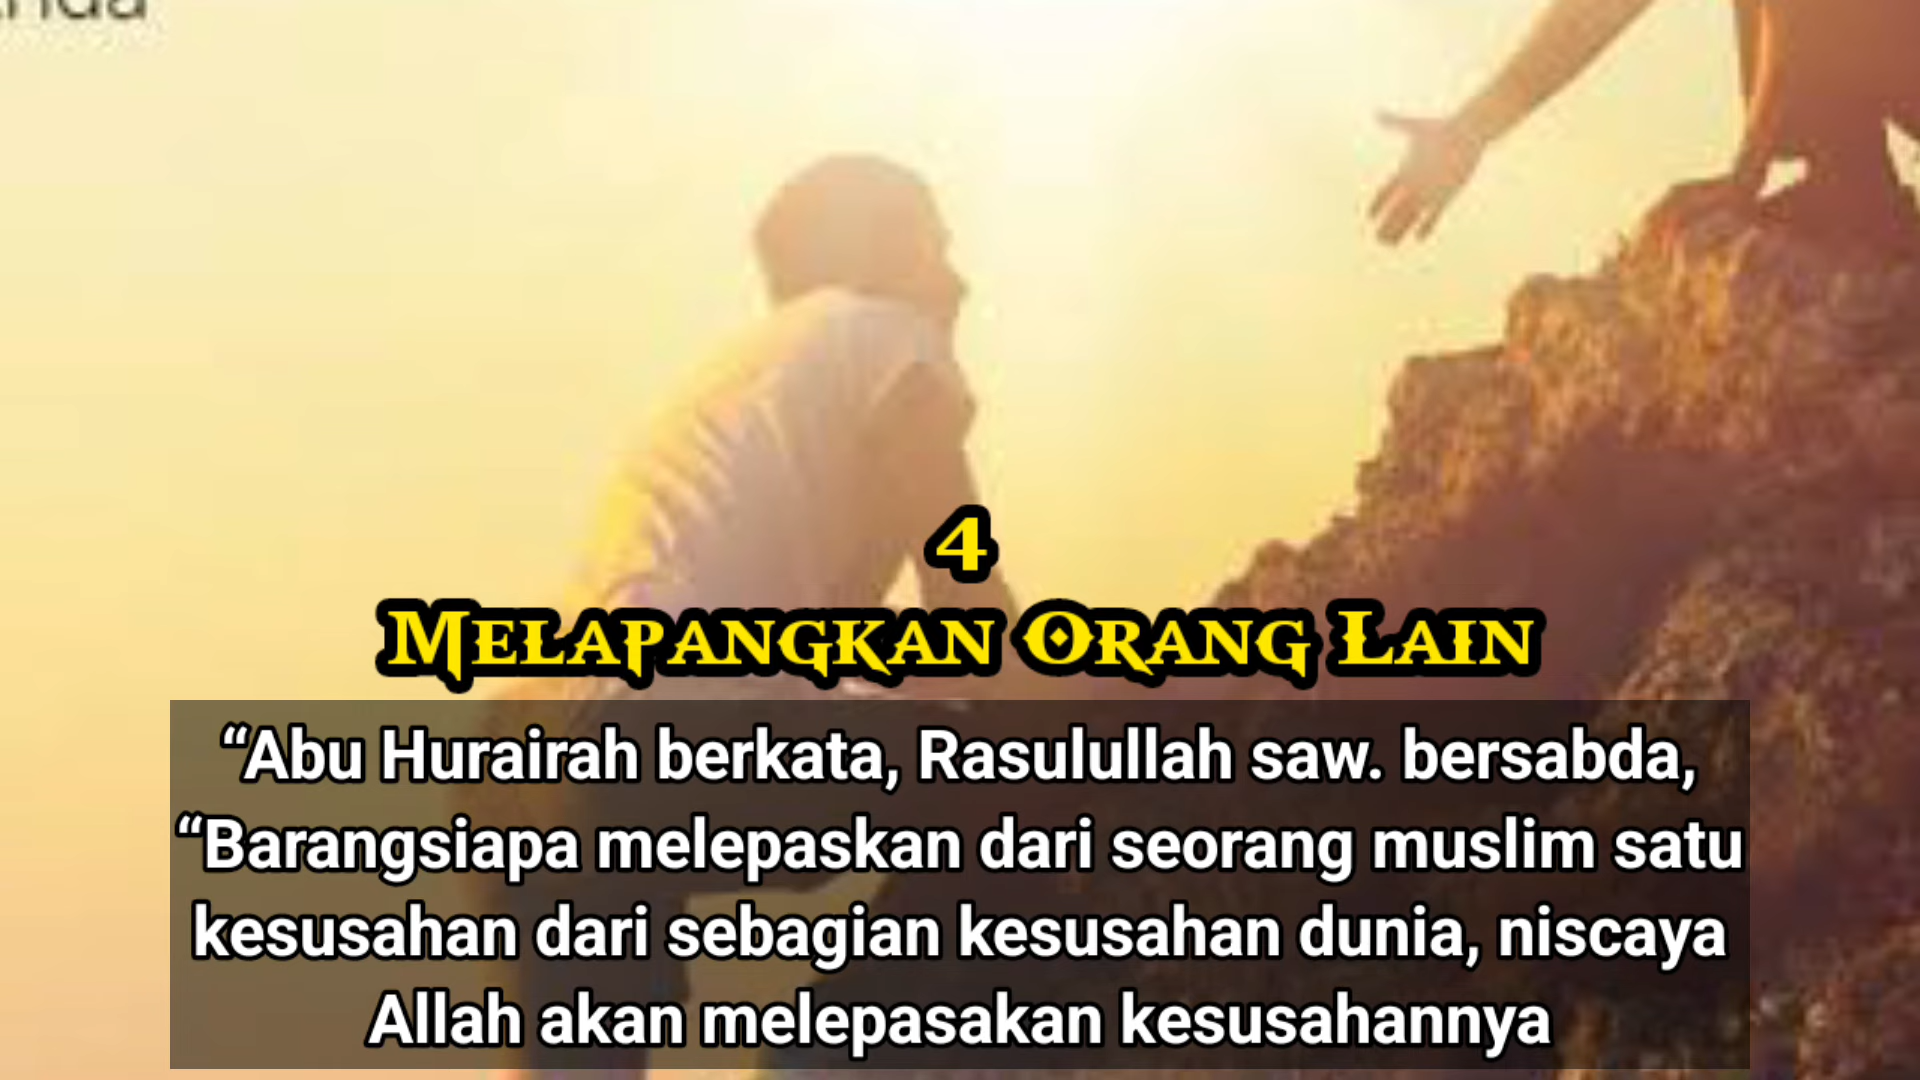 4
Melapangkan Orang Lain
“Abu Hurairah berkata, Rasulullah saw. bersabda,
“Barangsiapa melepaskan dari seorang muslim satu
kesusahan dari sebagian kesusahan dunia, niscaya
Allah akan melepasakan kesusahannya